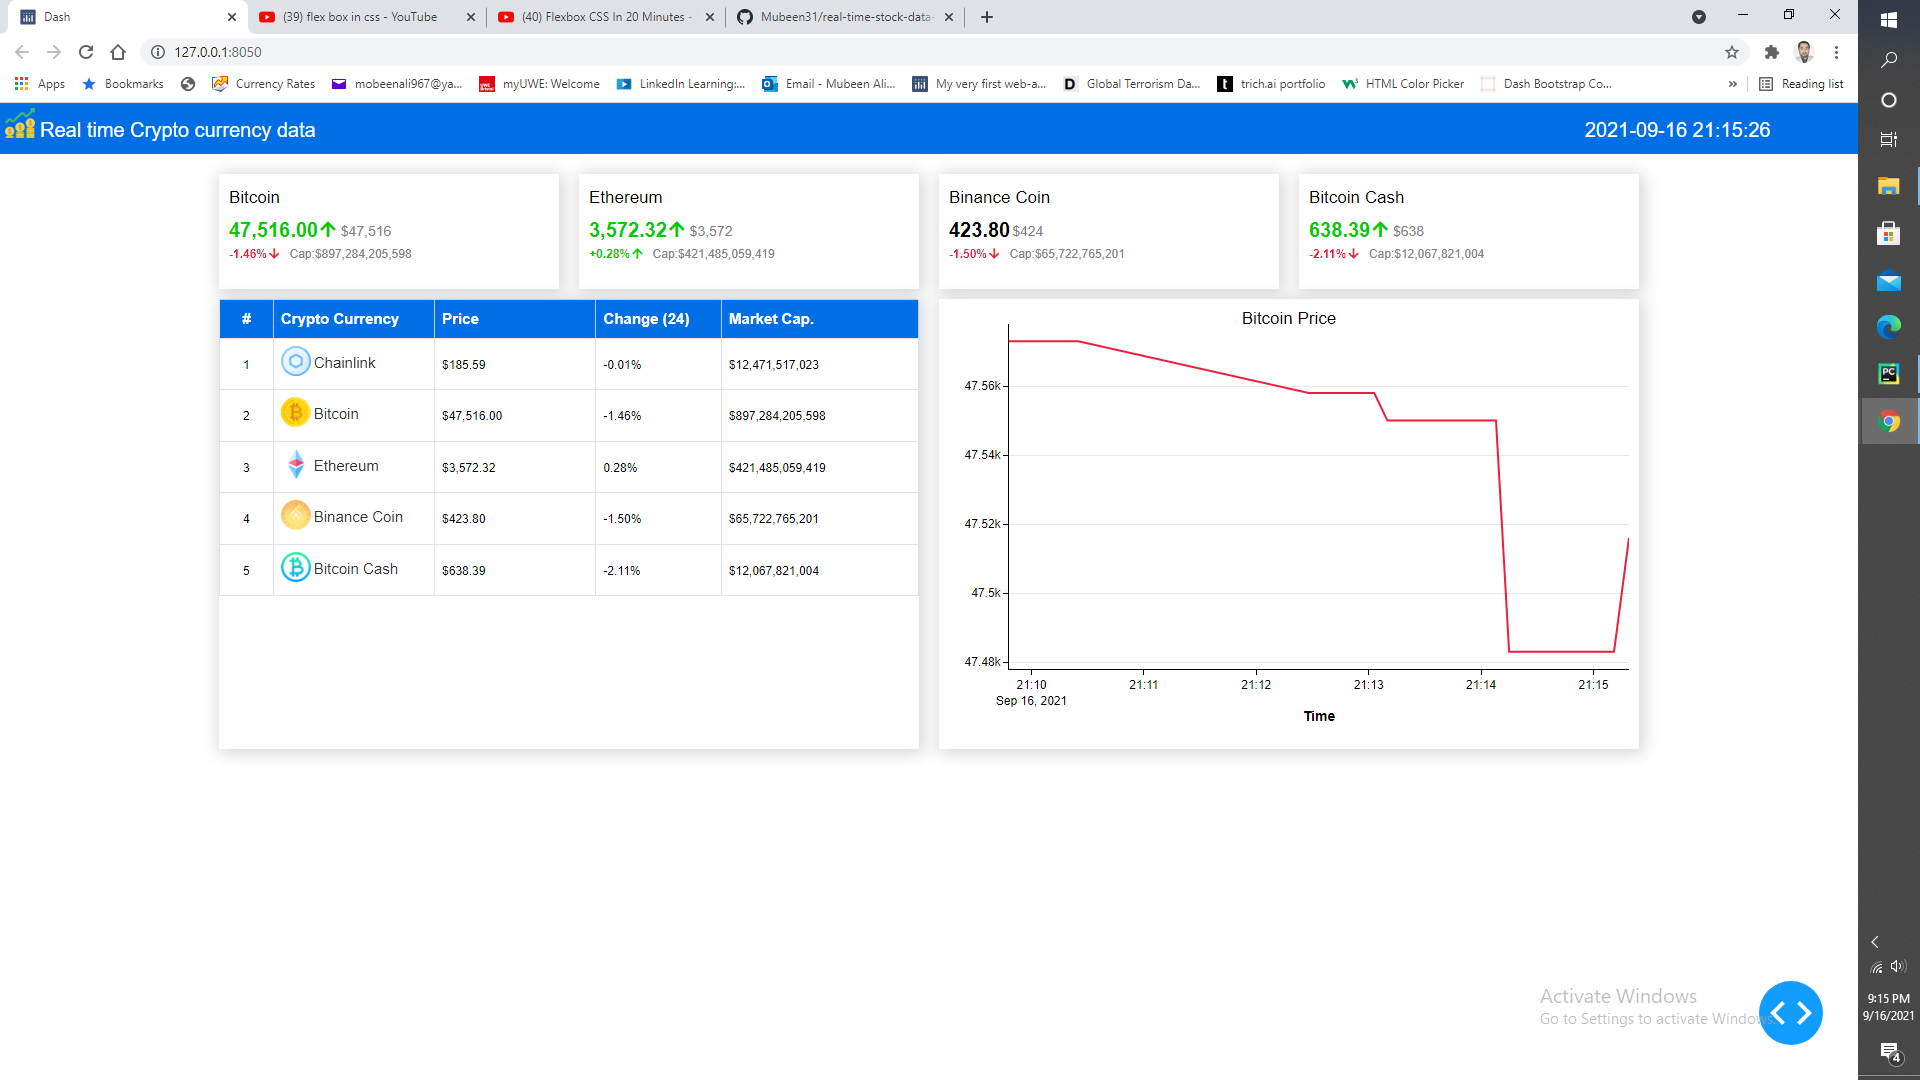 Dash
(39) flex box in css - YouTube
(40) Flexbox CSS In 20 Minutes -
Mubeen31/real-time-stock-data-
127.0.0.1:8050
Apps
Bookmarks
Currency Rates
mobeenali967@ya...
myUWE: Welcome
LinkedIn Learning:...
Email - Mubeen Ali...
My very first web-a...
Global Terrorism Da...
trich.ai portfolio
HTML Color Picker
Dash Bootstrap Co...
»
Reading list
Real time Crypto currency data
2021-09-16 21:15:26
Bitcoin
47,516.00 $47,516
-1.46% Cap:$897,284,205,598
Ethereum
3,572.32 $3,572
+0.28% Cap:$421,485,059,419
Binance Coin
423.80 $424
-1.50% Cap:$65,722,765,201
Bitcoin Cash
638.39 $638
-2.11% Cap:$12,067,821,004
# Crypto Currency Price Change (24) Market Cap.
1 Chainlink $185.59 -0.01% $12,471,517,023
2 Bitcoin $47,516.00 -1.46% $897,284,205,598
3 Ethereum $3,572.32 0.28% $421,485,059,419
4 Binance Coin $423.80 -1.50% $65,722,765,201
5 Bitcoin Cash $638.39 -2.11% $12,067,821,004
Bitcoin Price
47.56k
47.54k
47.52k
47.5k
47.48k
21:10 21:11 21:12 21:13 21:14 21:15
Sep 16, 2021
Time
Activate Windows
Go to Settings to activate Windows.
PC
9:15 PM
9/16/2021
4